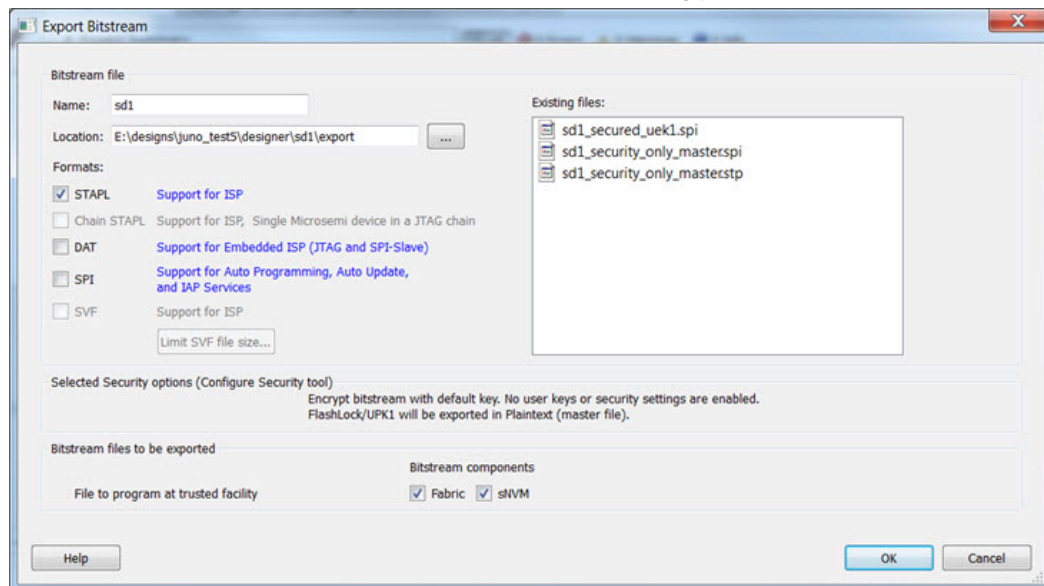 Export Bitstream
Bitstream file
Name: sd1
Location: E:\designs\juno_test5\designer\sd1\export ...
Formats:
STAPL Support for ISP
Chain STAPL Support for ISP, Single Microsemi device in a JTAG chain
DAT Support for Embedded ISP (JTAG and SPI-Slave)
SPI Support for Auto Programming, Auto Update,
and IAP Services
SVF Support for ISP
Limit SVF file size...
Existing files:
sd1_secured_uek1.spi
sd1_security_only_master.spi
sd1_security_only_master.stp
Selected Security options (Configure Security tool)
Encrypt bitstream with default key. No user keys or security settings are enabled.
FlashLock/UPK1 will be exported in Plaintext (master file).
Bitstream files to be exported
Bitstream components
File to program at trusted facility Fabric sNVM
Help OK Cancel